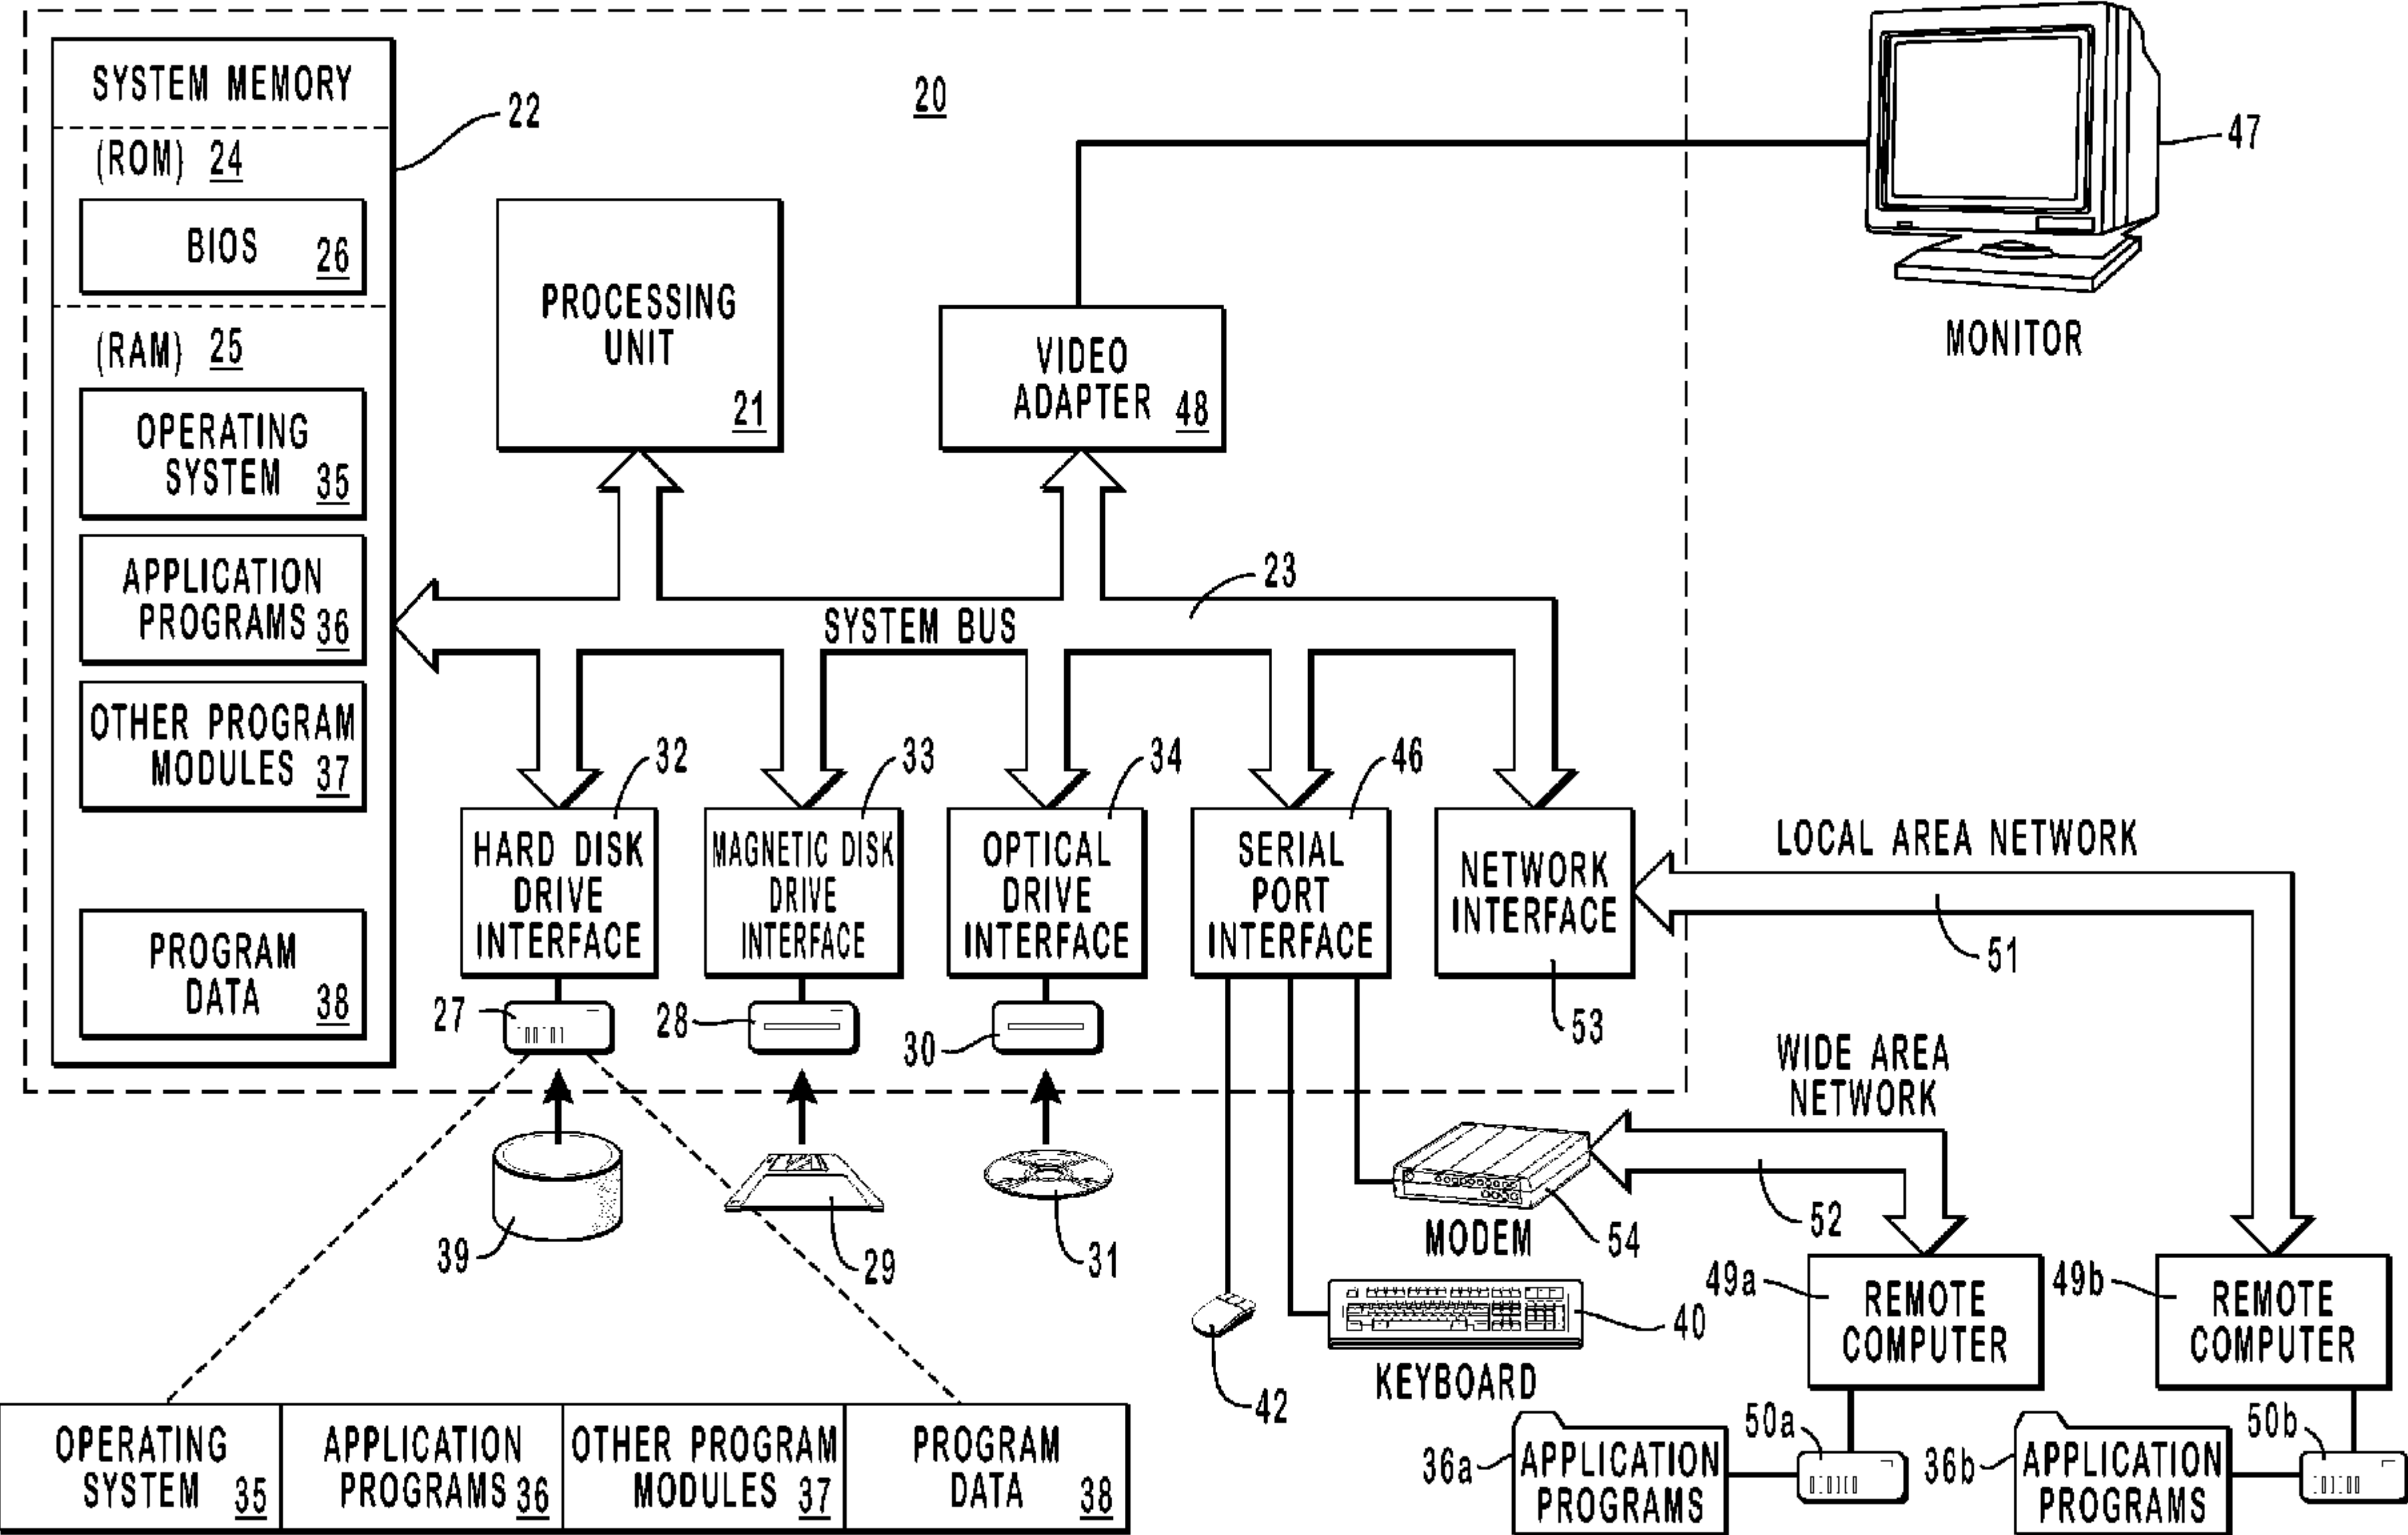 SYSTEM MEMORY
(ROM) 24
BIOS 26
(RAM) 25
OPERATING
SYSTEM 35
APPLICATION
PROGRAMS 36
OTHER PROGRAM
MODULES 37
PROGRAM
DATA 38
22
20
PROCESSING
UNIT
21
VIDEO
ADAPTER 48
47
MONITOR
23
SYSTEM BUS
32
HARD DISK
DRIVE
INTERFACE
33
MAGNETIC DISK
DRIVE
INTERFACE
34
OPTICAL
DRIVE
INTERFACE
46
SERIAL
PORT
INTERFACE
NETWORK
INTERFACE
53
LOCAL AREA NETWORK
51
27
28
30
39
29
31
WIDE AREA
NETWORK
52
MODEM
54
42
40
KEYBOARD
49a
REMOTE
COMPUTER
49b
REMOTE
COMPUTER
OPERATING
SYSTEM 35
APPLICATION
PROGRAMS 36
OTHER PROGRAM
MODULES 37
PROGRAM
DATA 38
36a
APPLICATION
PROGRAMS
50a
36b
APPLICATION
PROGRAMS
50b